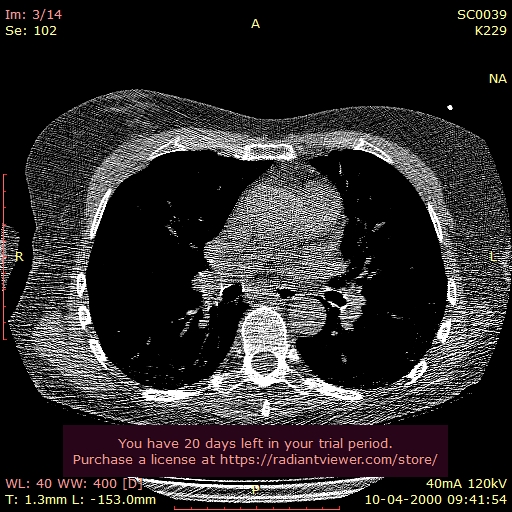 Im: 3/14
Se: 102
A
SC0039
K229
NA
R
L
You have 20 days left in your trial period.
Purchase a license at https://radiantviewer.com/store/
WL: 40 WW: 400 [D]
T: 1.3mm L: -153.0mm
P
40mA 120kV
10-04-2000 09:41:54